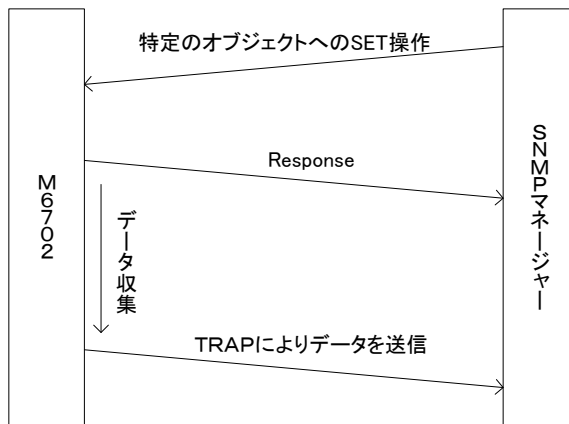 特定のオブジェクトへのSET操作
Response
M6702
SNMPマネージャー
データ収集
TRAPによりデータを送信